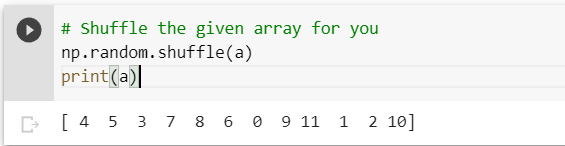 # Shuffle the given array for you
np.random.shuffle(a)
print(a)
[ 4  5  3  7  8  6  0  9 11  1  2 10]